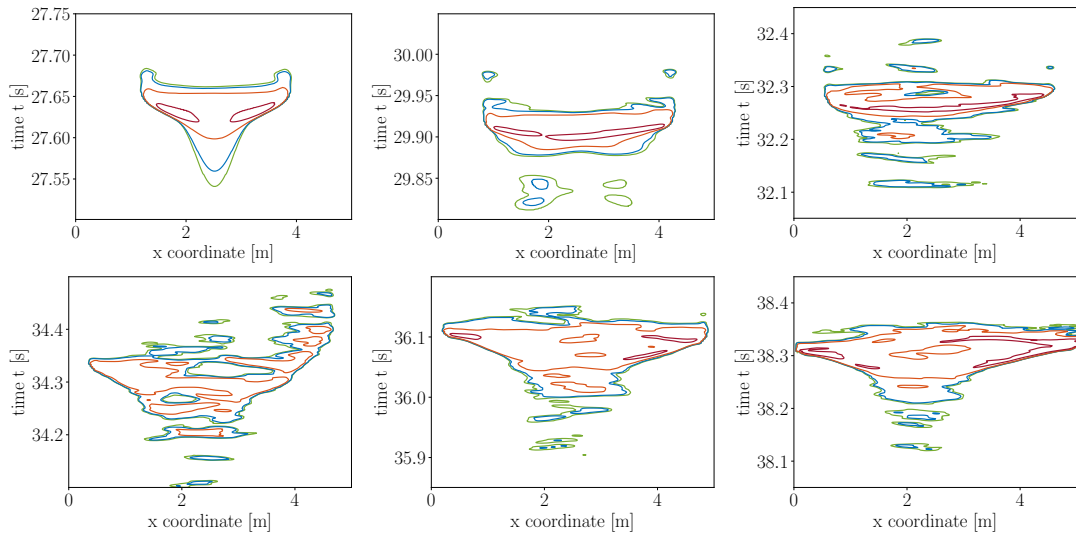 27.75
27.70
27.65
27.60
27.55
time t [s]
0 2 4
x coordinate [m]
30.00
29.95
29.90
29.85
time t [s]
0 2 4
x coordinate [m]
32.4
32.3
32.2
32.1
time t [s]
0 2 4
x coordinate [m]
34.4
34.3
34.2
time t [s]
0 2 4
x coordinate [m]
36.1
36.0
35.9
time t [s]
0 2 4
x coordinate [m]
38.4
38.3
38.2
38.1
time t [s]
0 2 4
x coordinate [m]